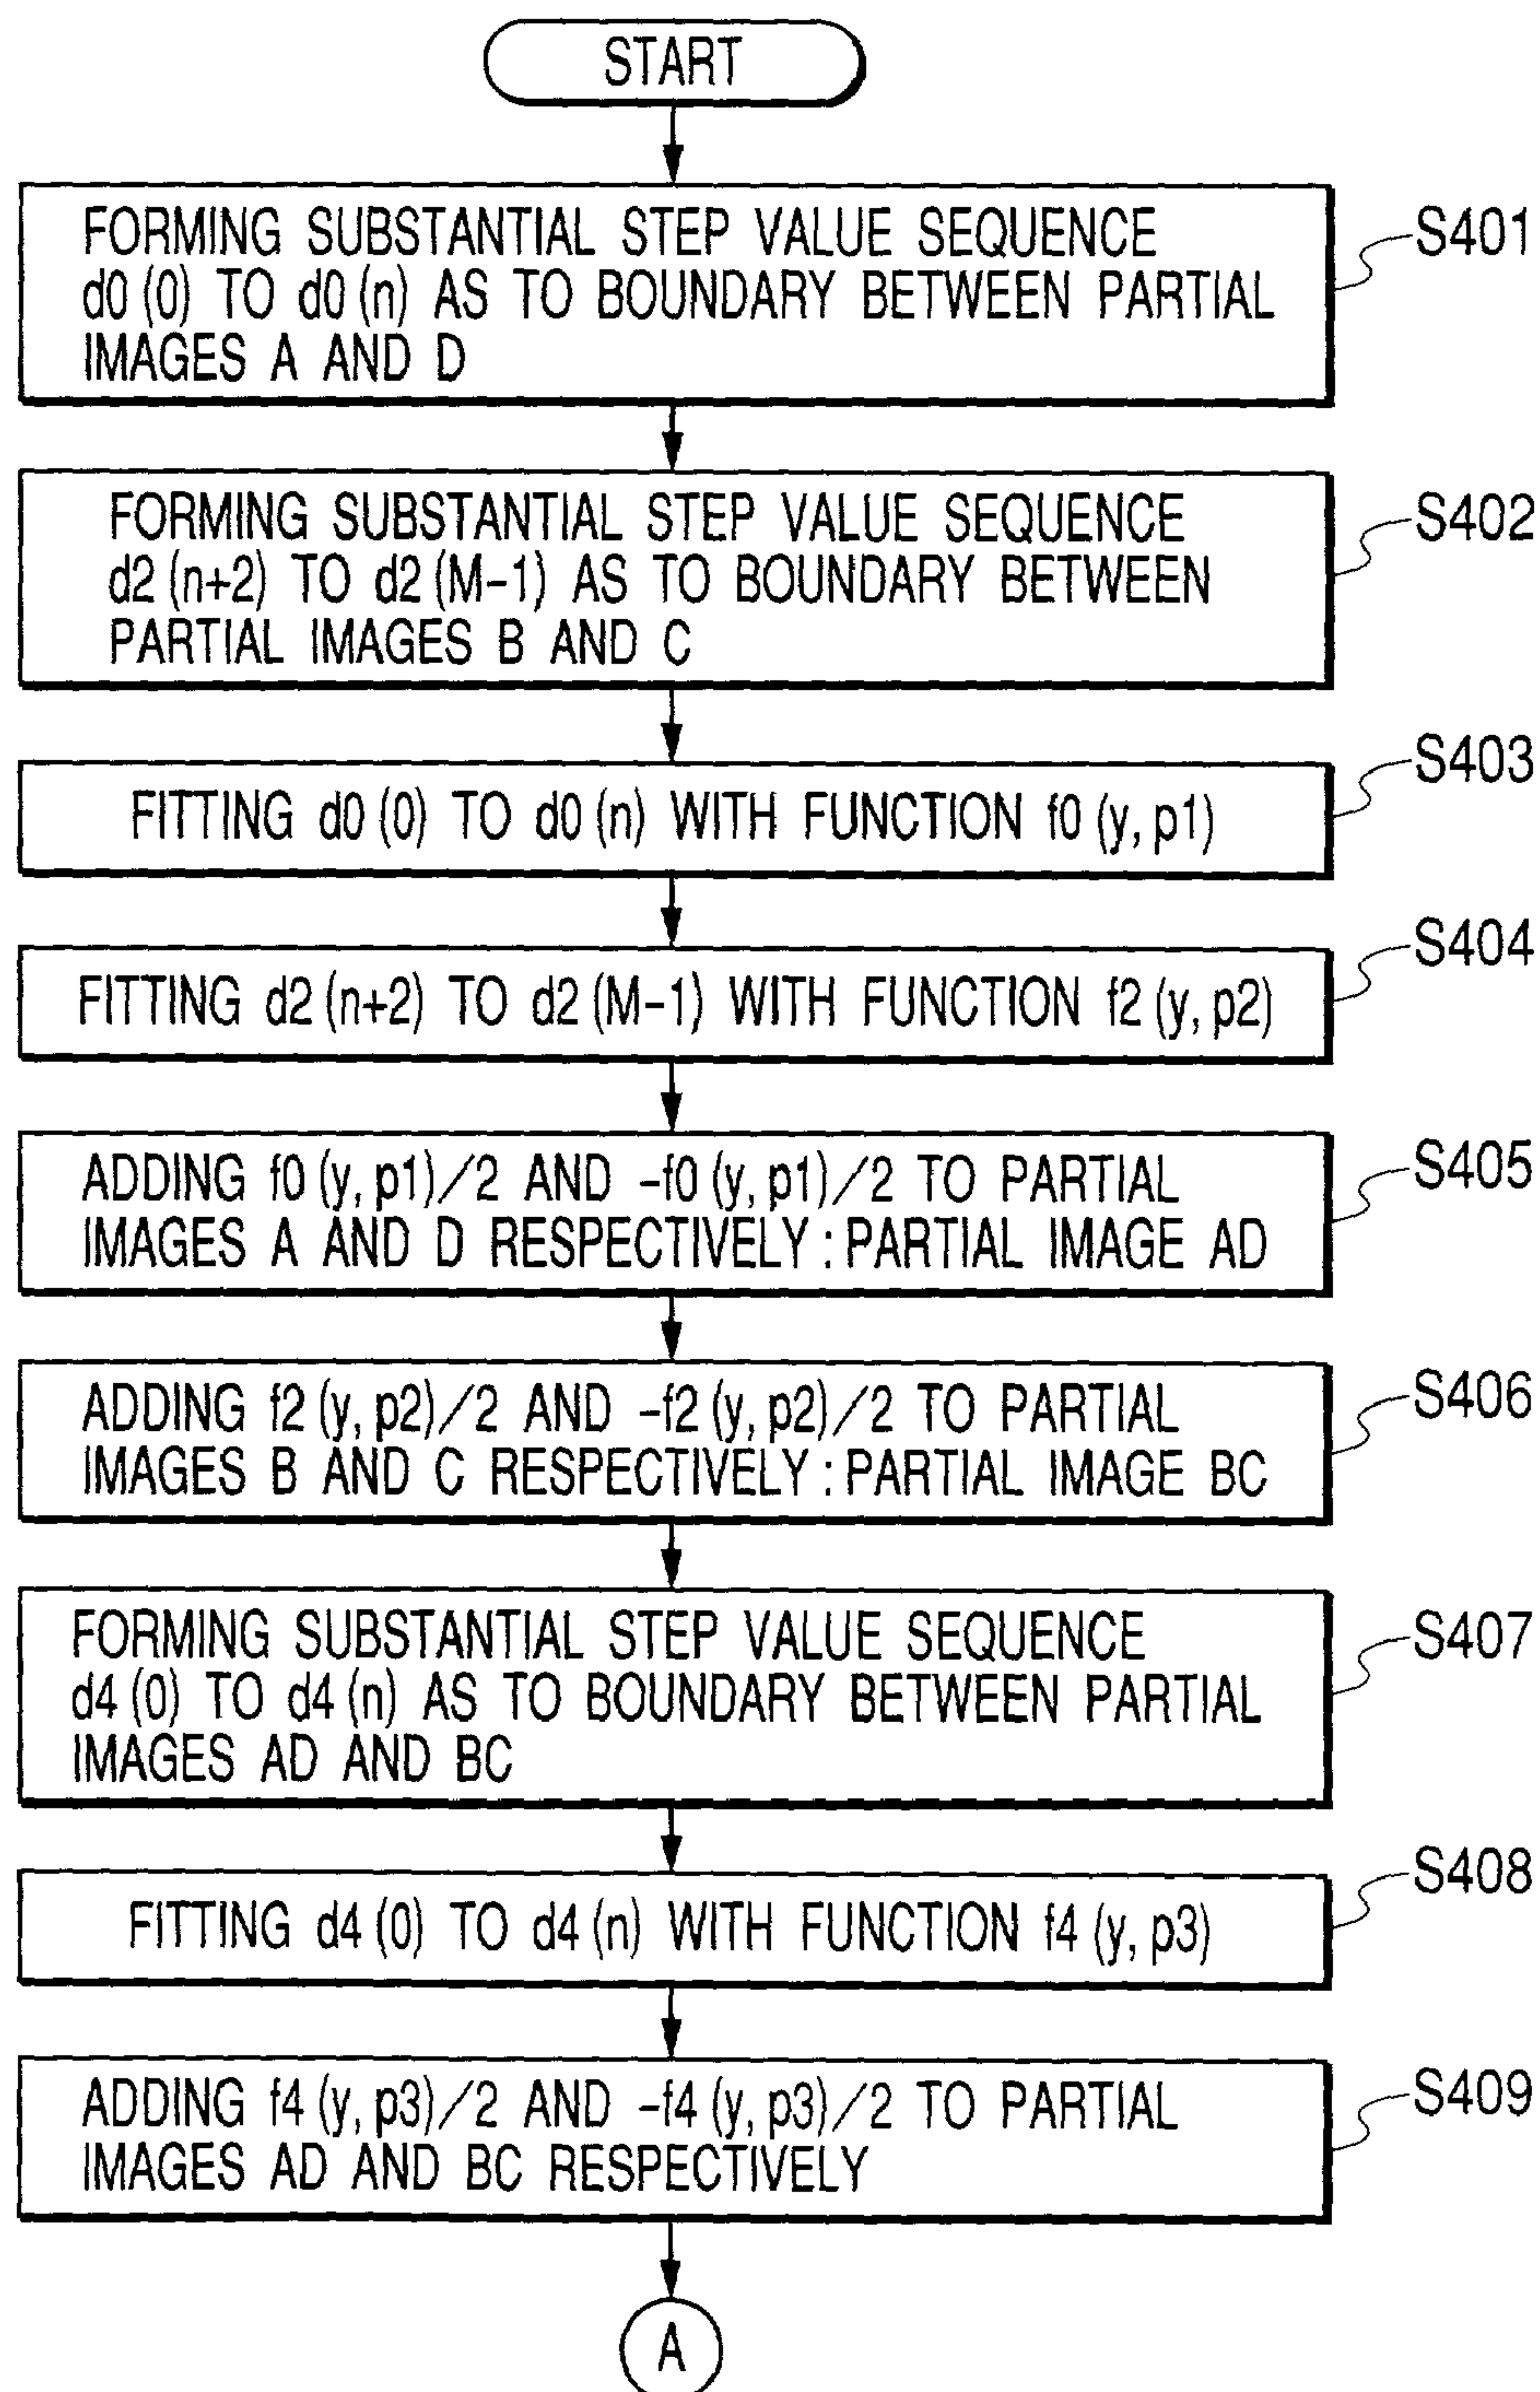 START
FORMING SUBSTANTIAL STEP VALUE SEQUENCE
d0 (0) TO d0 (n) AS TO BOUNDARY BETWEEN PARTIAL
IMAGES A AND D
S401
FORMING SUBSTANTIAL STEP VALUE SEQUENCE
d2 (n+2) TO d2 (M-1) AS TO BOUNDARY BETWEEN
PARTIAL IMAGES B AND C
S402
FITTING d0 (0) TO d0 (n) WITH FUNCTION f0 (y, p1)
S403
FITTING d2 (n+2) TO d2 (M-1) WITH FUNCTION f2 (y, p2)
S404
ADDING f0 (y, p1)/2 AND -f0 (y, p1)/2 TO PARTIAL
IMAGES A AND D RESPECTIVELY : PARTIAL IMAGE AD
S405
ADDING f2 (y, p2)/2 AND -f2 (y, p2)/2 TO PARTIAL
IMAGES B AND C RESPECTIVELY : PARTIAL IMAGE BC
S406
FORMING SUBSTANTIAL STEP VALUE SEQUENCE
d4 (0) TO d4 (n) AS TO BOUNDARY BETWEEN PARTIAL
IMAGES AD AND BC
S407
FITTING d4 (0) TO d4 (n) WITH FUNCTION f4 (y, p3)
S408
ADDING f4 (y, p3)/2 AND -f4 (y, p3)/2 TO PARTIAL
IMAGES AD AND BC RESPECTIVELY
S409
A